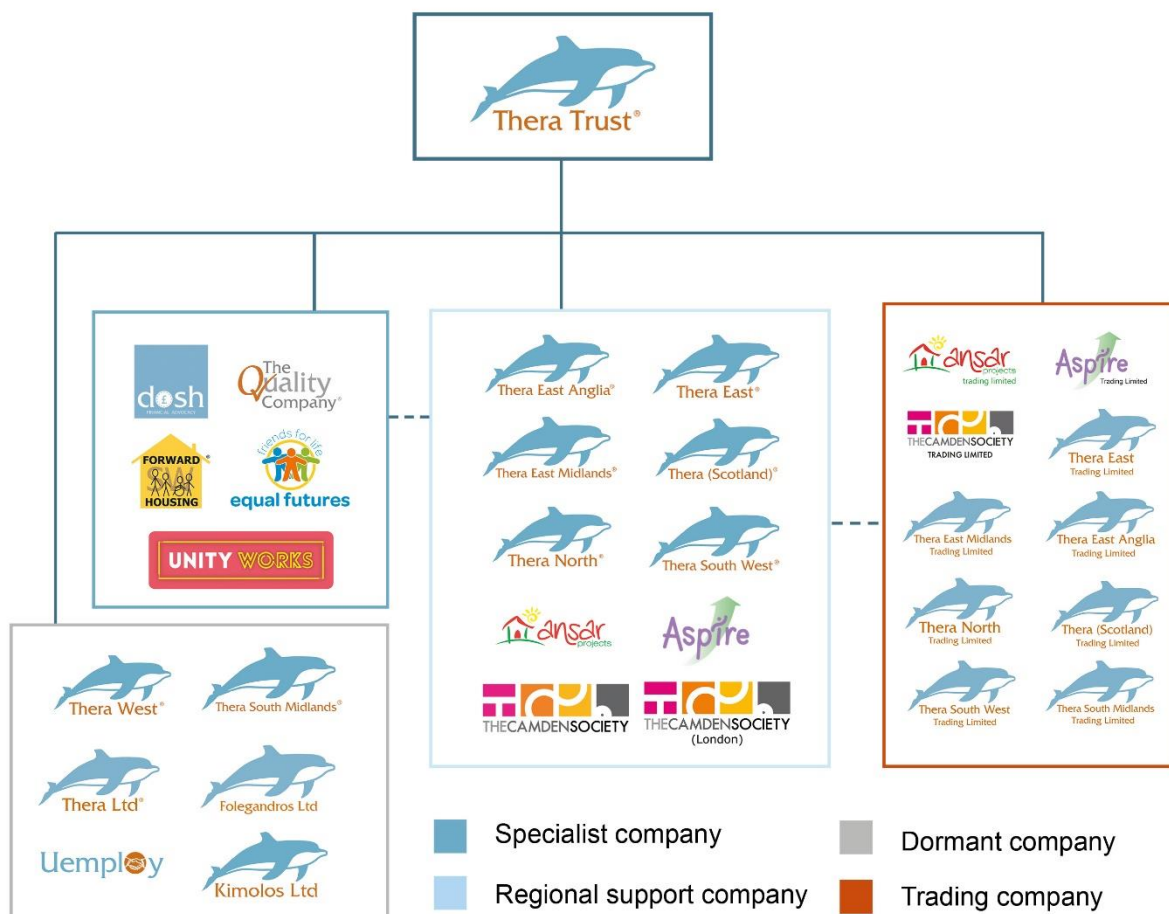 Thera Trust®
dosh
FINANCIAL ADVOCACY
The
Quality
Company®
FORWARD®
HOUSING
friends for life
equal futures
UNITY WORKS
Thera East Anglia®
Thera East®
Thera East Midlands®
Thera (Scotland)®
Thera North®
Thera South West®
ansar
projects
Aspire
THECAMDENSOCIETY
THECAMDENSOCIETY
(London)
ansar
projects
trading limited
Aspire
Trading Limited
THECAMDENSOCIETY
TRADING LIMITED
Thera East
Trading Limited
Thera East Midlands
Trading Limited
Thera East Anglia
Trading Limited
Thera North
Trading Limited
Thera (Scotland)
Trading Limited
Thera South West
Trading Limited
Thera South Midlands
Trading Limited
Thera West®
Thera South Midlands®
Thera Ltd®
Folegandros Ltd
Uemploy
Kimolos Ltd
Specialist company
Dormant company
Regional support company
Trading company